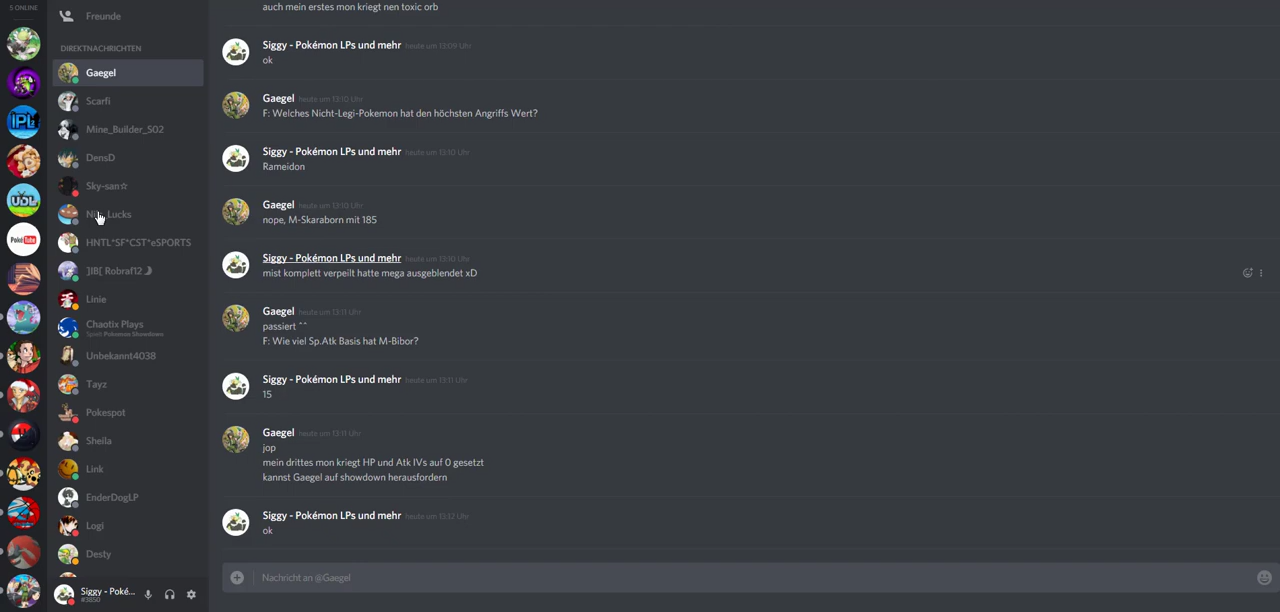 5 ONLINE
Freunde
DIREKTNACHRICHTEN
Gaegel
Scarfi
Mine_Builder_S02
DensD
Sky-san☆
Lucks
HNTL*SF*CST*eSPORTS
]IB[ Robraf12
Linie
Chaotix Plays
Spielt Pokemon Showdown
Unbekannt4038
Tayz
Pokespot
Sheila
Link
EnderDogLP
Logi
Desty
Siggy - Poké...
#3850
IPL
UDL
PokéTube
auch mein erstes mon kriegt nen toxic orb
Siggy - Pokémon LPs und mehr heute um 13:09 Uhr
ok
Gaegel heute um 13:10 Uhr
F: Welches Nicht-Legi-Pokemon hat den höchsten Angriffs Wert?
Siggy - Pokémon LPs und mehr heute um 13:10 Uhr
Rameidon
Gaegel heute um 13:10 Uhr
nope, M-Skaraborn mit 185
Siggy - Pokémon LPs und mehr heute um 13:10 Uhr
mist komplett verpeilt hatte mega ausgeblendet xD
Gaegel heute um 13:11 Uhr
passiert ^^
F: Wie viel Sp.Atk Basis hat M-Bibor?
Siggy - Pokémon LPs und mehr heute um 13:11 Uhr
15
Gaegel heute um 13:11 Uhr
jop
mein drittes mon kriegt HP und Atk IVs auf 0 gesetzt
kannst Gaegel auf showdown herausfordern
Siggy - Pokémon LPs und mehr heute um 13:12 Uhr
ok
Nachricht an @Gaegel